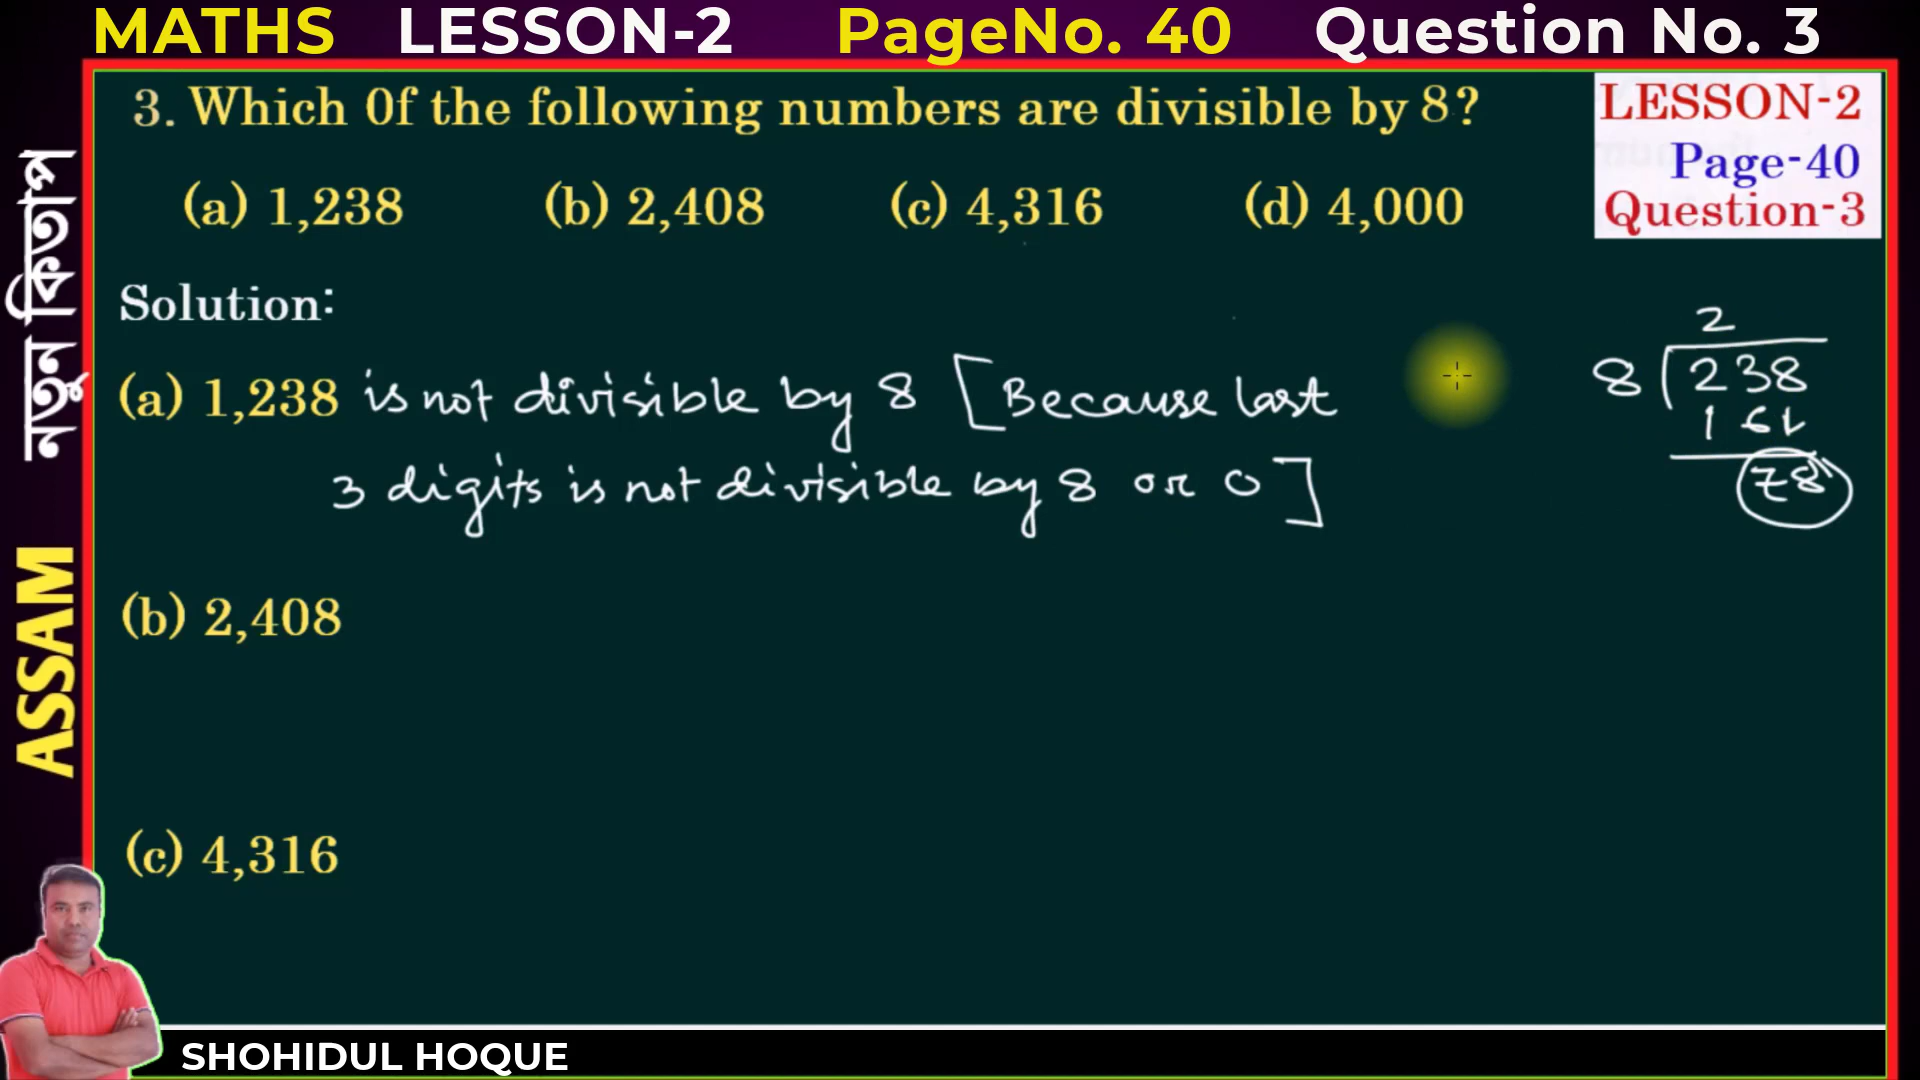 MATHS LESSON-2 PageNo. 40 Question No. 3
3. Which 0f the following numbers are divisible by 8?
LESSON-2
Page-40
Question-3
(a) 1,238 (b) 2,408 (c) 4,316 (d) 4,000
Solution:
(a) 1,238 is not divisible by 8 [Because last
3 digits is not divisible by 8 or 0]
2
8 238
16
78
(b) 2,408
(c) 4,316
নতুন কিতাপ
ASSAM
SHOHIDUL HOQUE